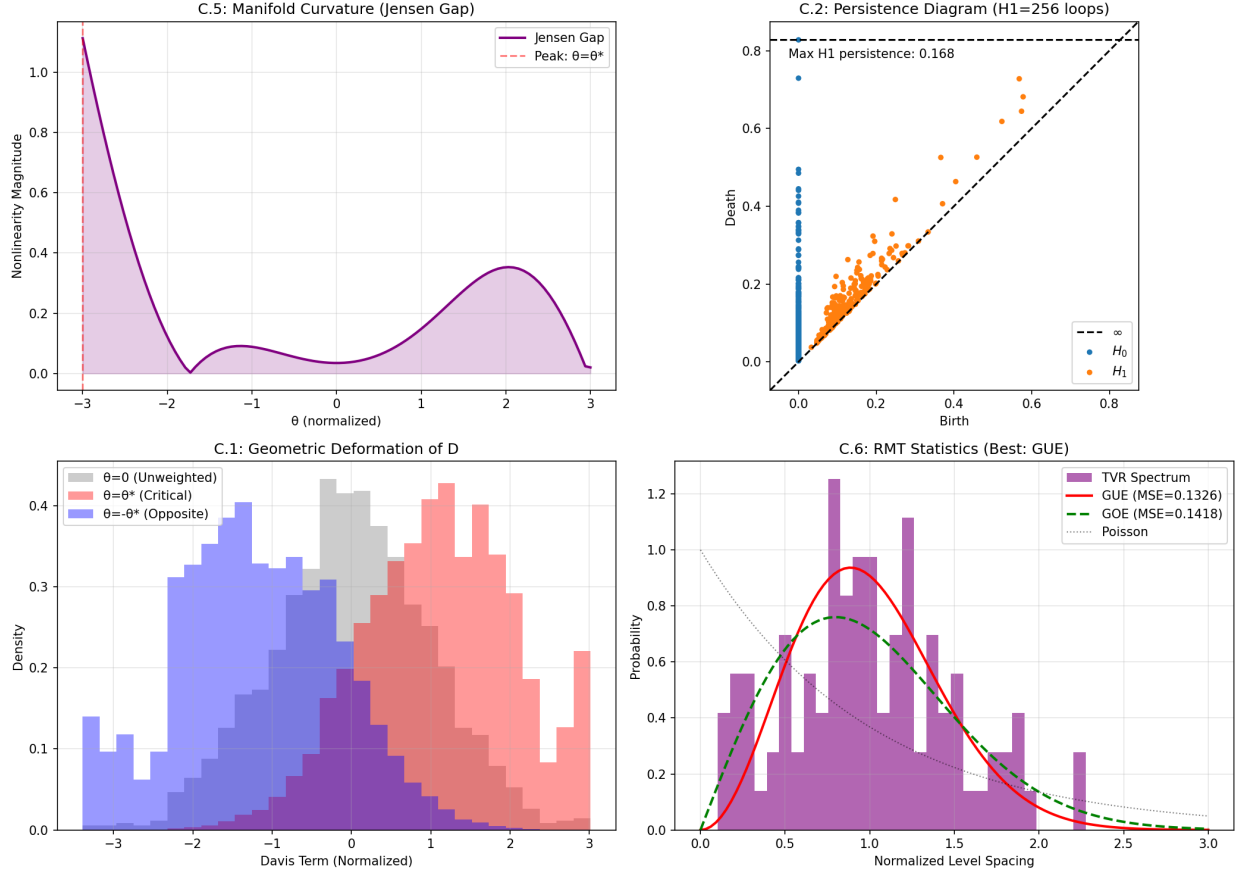 C.5: Manifold Curvature (Jensen Gap)
Nonlinearity Magnitude
1.0
0.8
0.6
0.4
0.2
0.0
Jensen Gap
Peak: θ=θ*
−3 −2 −1 0 1 2 3
θ (normalized)
C.2: Persistence Diagram (H1=256 loops)
Death
0.8
0.6
0.4
0.2
0.0
Max H1 persistence: 0.168
∞
H₀
H₁
0.0 0.2 0.4 0.6 0.8
Birth
C.1: Geometric Deformation of D
Density
0.4
0.3
0.2
0.1
0.0
θ=0 (Unweighted)
θ=θ* (Critical)
θ=-θ* (Opposite)
−3 −2 −1 0 1 2 3
Davis Term (Normalized)
C.6: RMT Statistics (Best: GUE)
Probability
1.2
1.0
0.8
0.6
0.4
0.2
0.0
TVR Spectrum
GUE (MSE=0.1326)
GOE (MSE=0.1418)
Poisson
0.0 0.5 1.0 1.5 2.0 2.5 3.0
Normalized Level Spacing